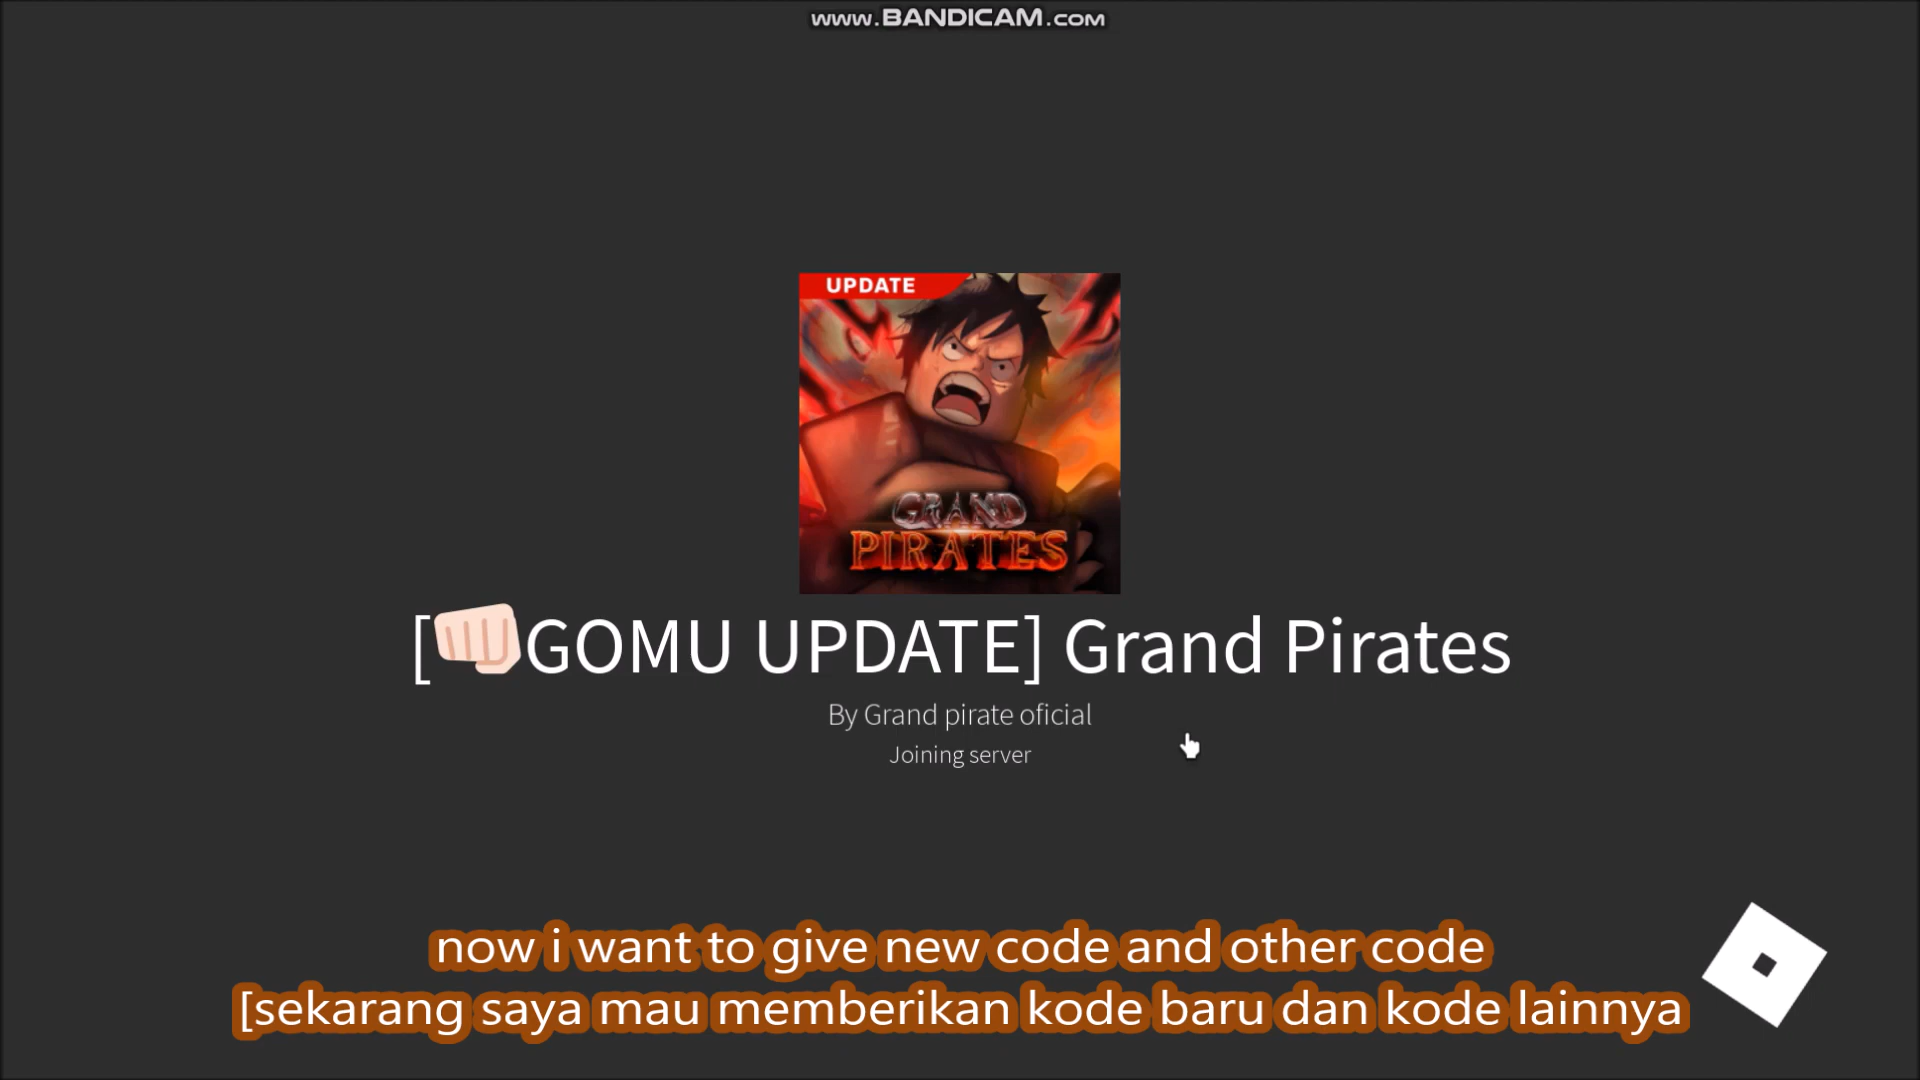 www.BANDICAM.com
UPDATE
GRAND
PIRATES
[👊🏻GOMU UPDATE] Grand Pirates
By Grand pirate oficial
Joining server
now i want to give new code and other code
[sekarang saya mau memberikan kode baru dan kode lainnya